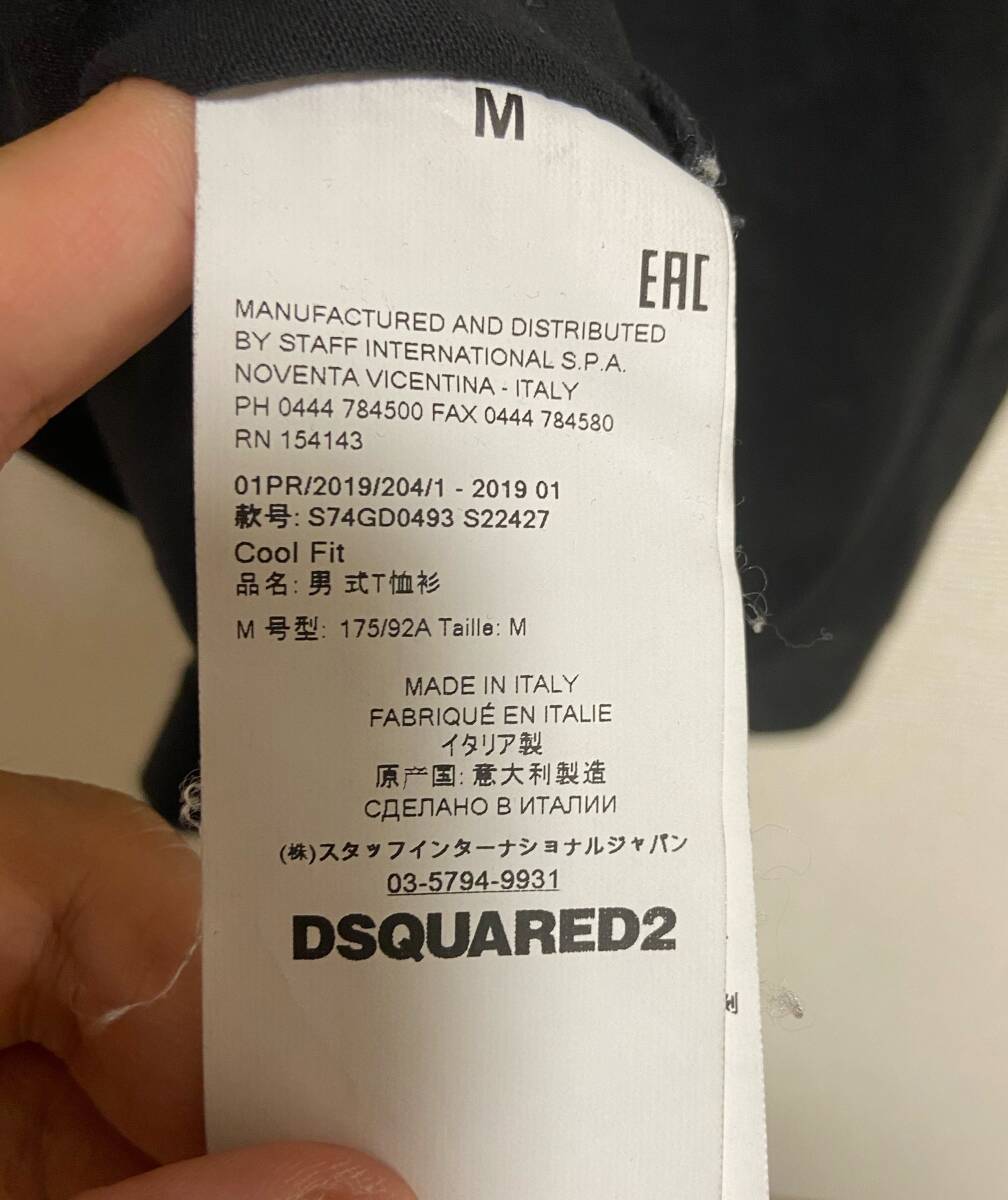 M
EAC
MANUFACTURED AND DISTRIBUTED
BY STAFF INTERNATIONAL S.P.A.
NOVENTA VICENTINA - ITALY
PH 0444 784500 FAX 0444 784580
RN 154143
01PR/2019/204/1 - 2019 01
款号: S74GD0493 S22427
Cool Fit
品名: 男 式T恤衫
M 号型: 175/92A Taille: M
MADE IN ITALY
FABRIQUÉ EN ITALIE
イタリア製
原产国: 意大利製造
СДЕЛАНО В ИТАЛИИ
(株)スタッフインターナショナルジャパン
03-5794-9931
DSQUARED2